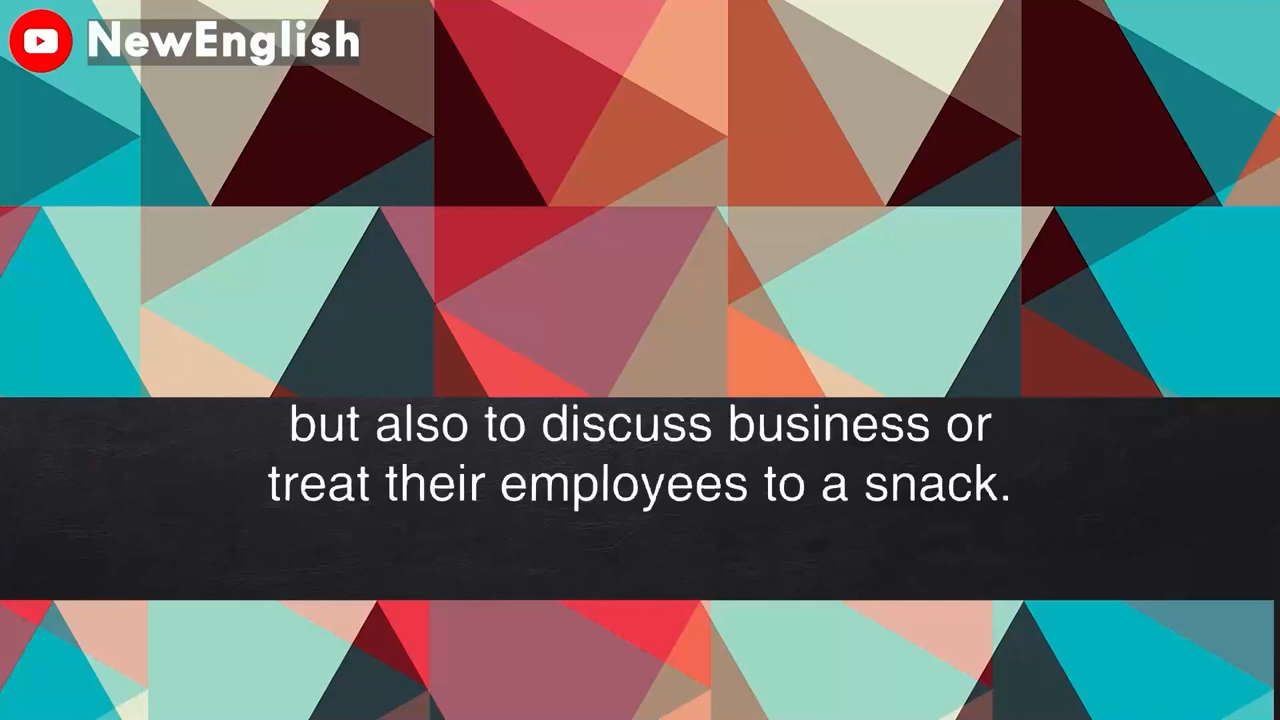 NewEnglish
but also to discuss business or
treat their employees to a snack.